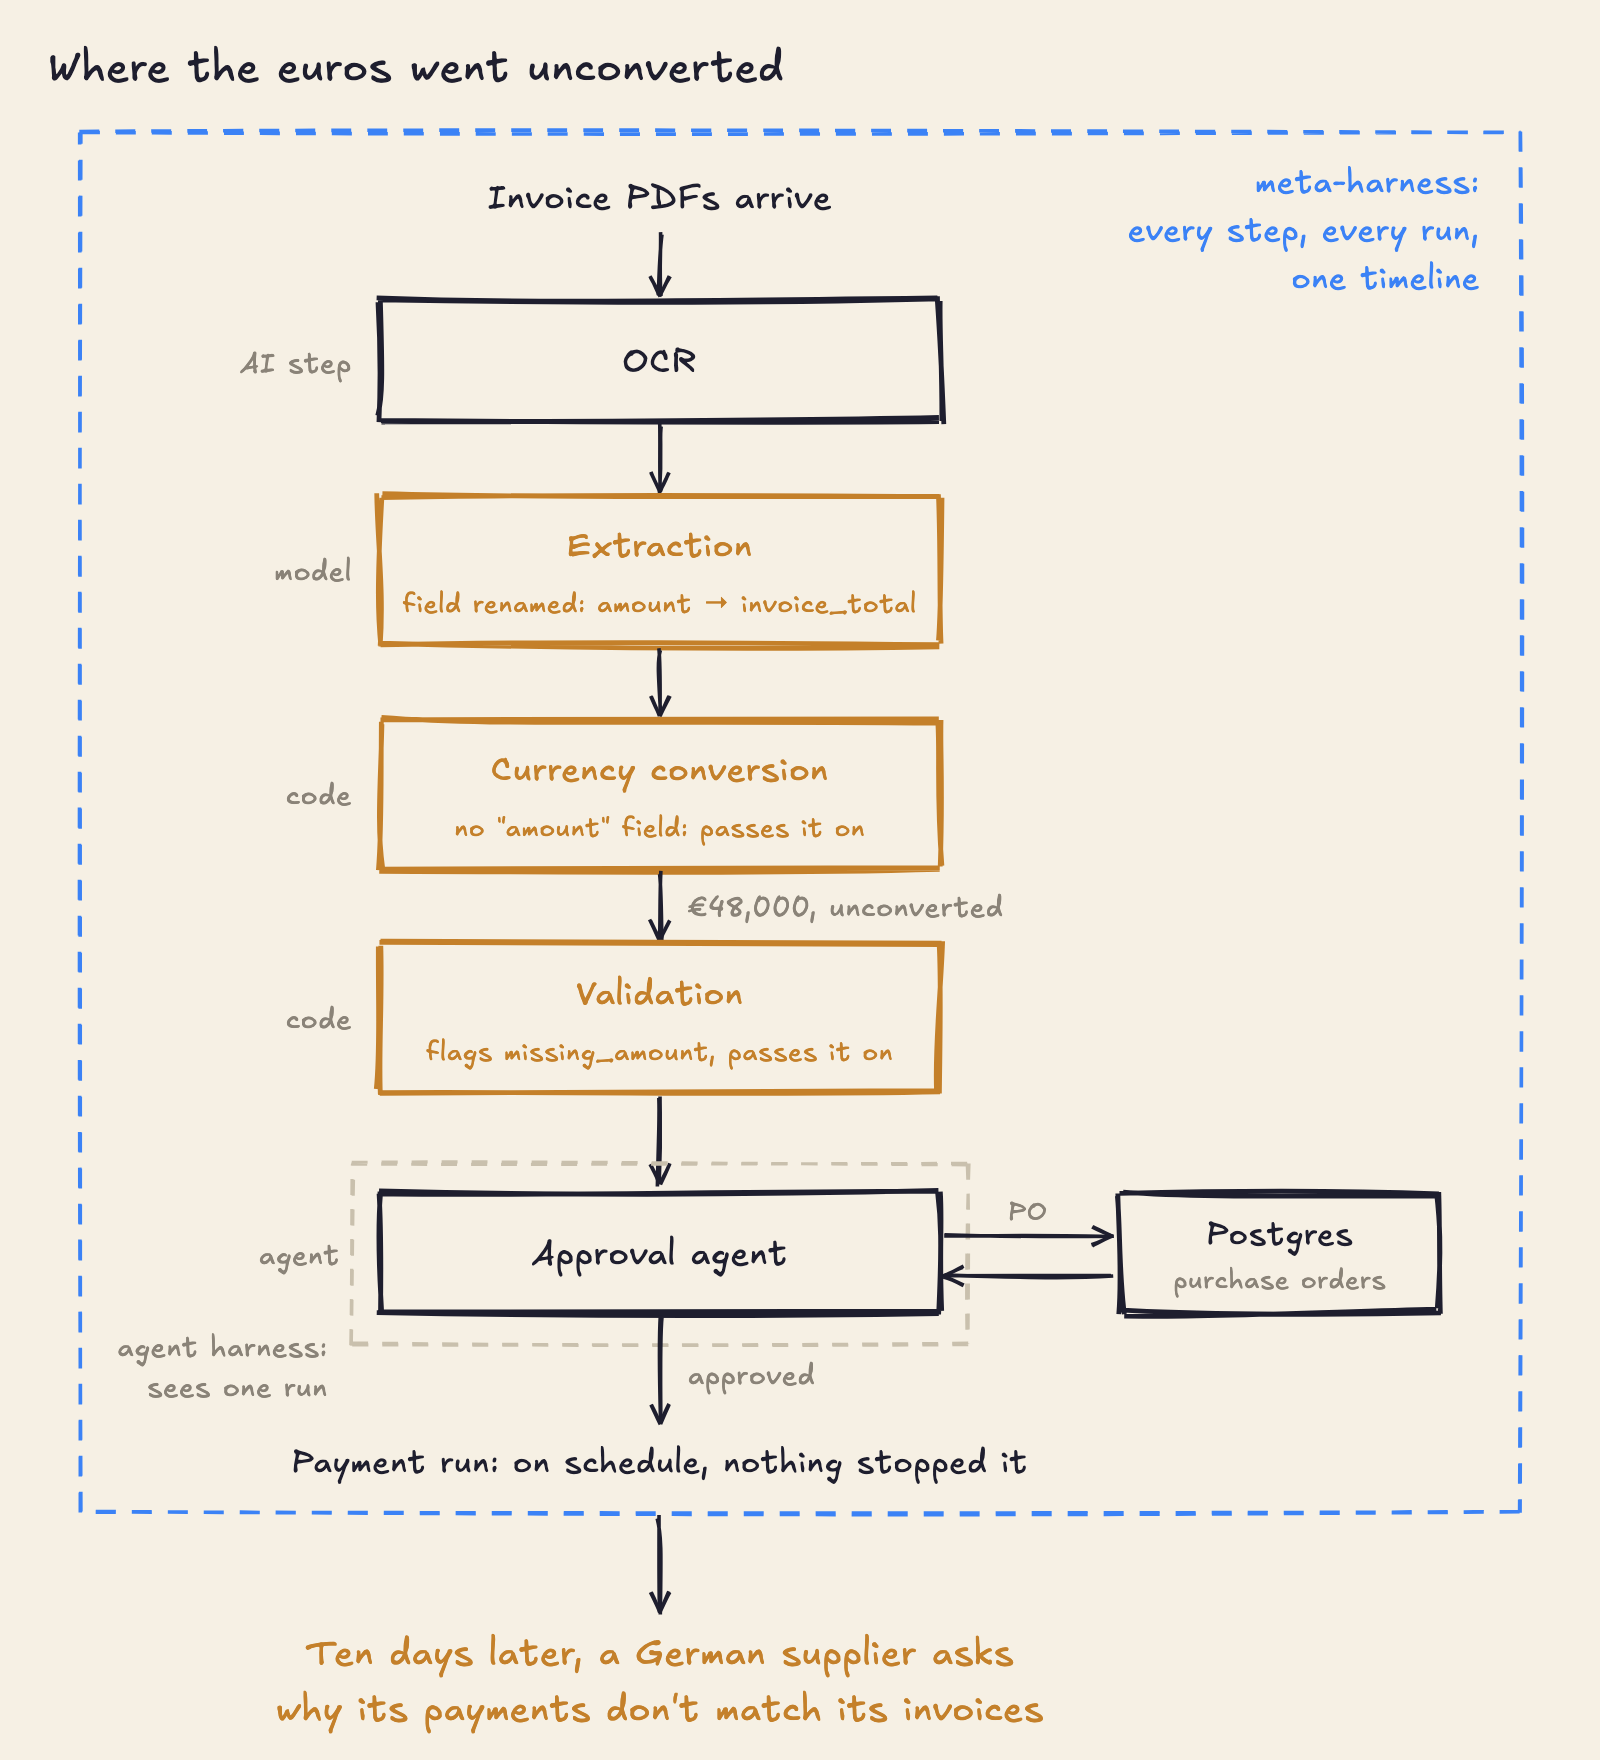 Where the euros went unconverted
meta-harness:
every step, every run,
one timeline
Invoice PDFs arrive
AI step
OCR
model
Extraction
field renamed: amount → invoice_total
code
Currency conversion
no "amount" field: passes it on
€48,000, unconverted
code
Validation
flags missing_amount, passes it on
agent
Approval agent
PO
Postgres
purchase orders
agent harness:
sees one run
approved
Payment run: on schedule, nothing stopped it
Ten days later, a German supplier asks
why its payments don't match its invoices